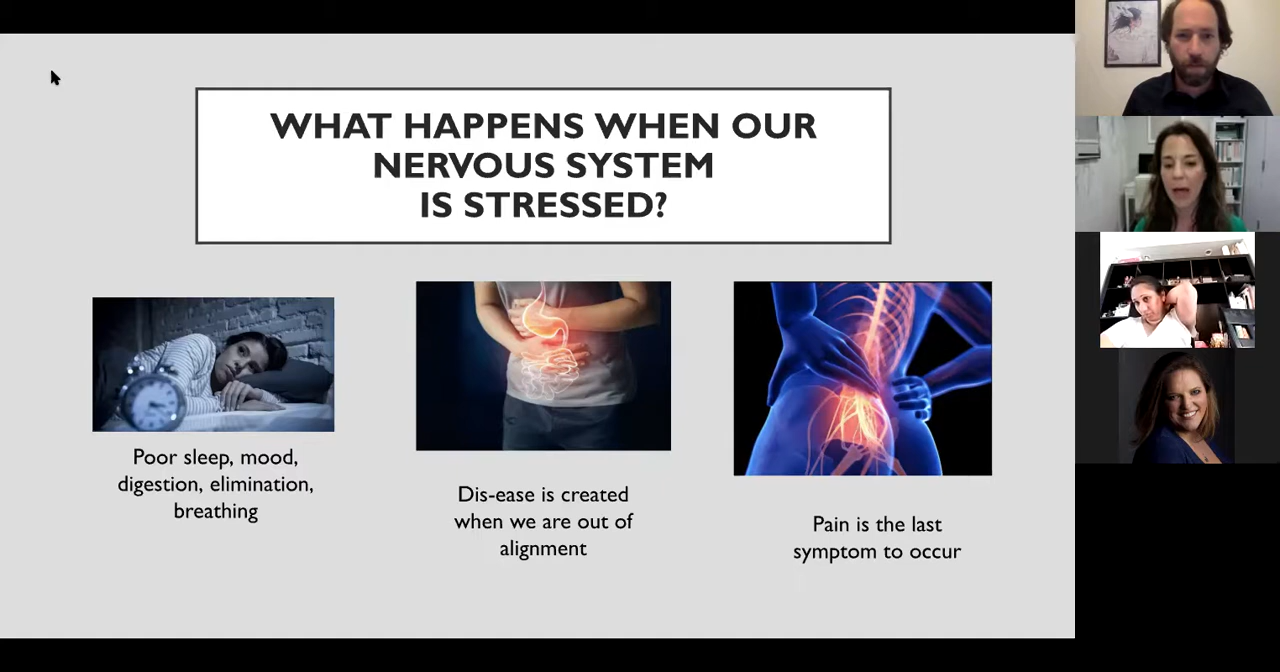 WHAT HAPPENS WHEN OUR
NERVOUS SYSTEM
IS STRESSED?
Poor sleep, mood,
digestion, elimination,
breathing
Dis-ease is created
when we are out of
alignment
Pain is the last
symptom to occur